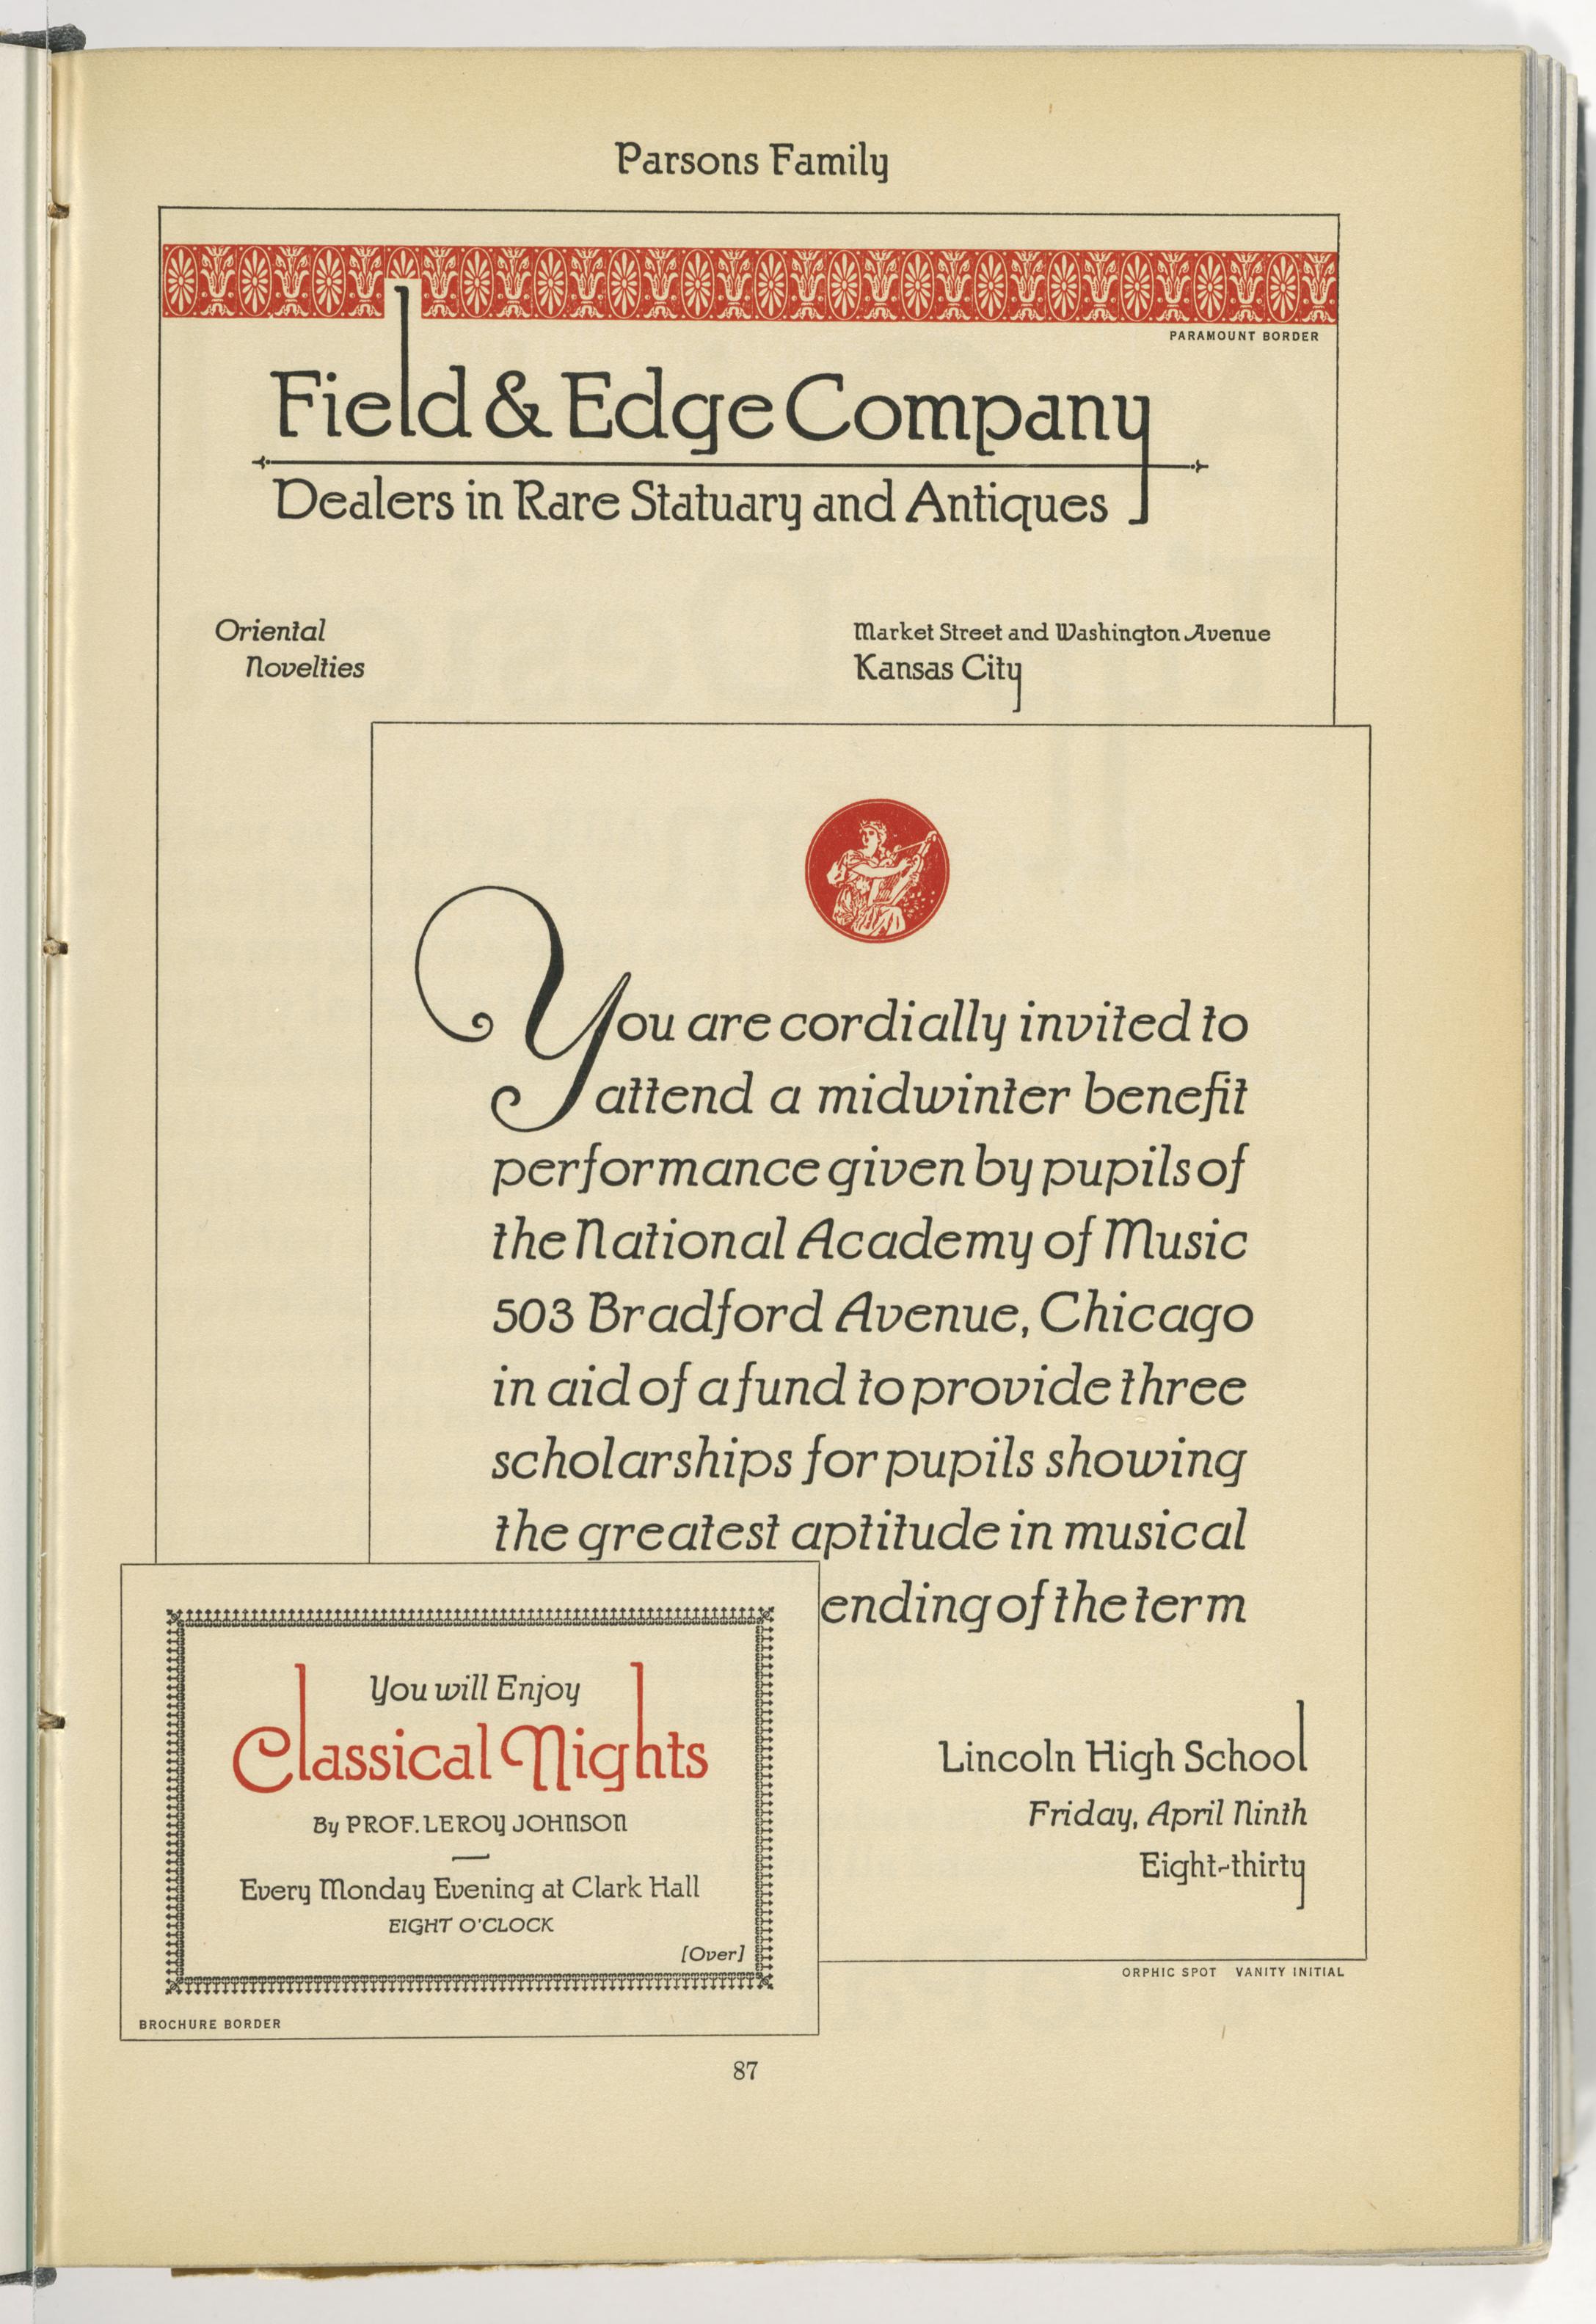 Parsons Family
PARAMOUNT BORDER
Field & Edge Company
Dealers in Rare Statuary and Antiques
Oriental
Novelties
Market Street and Washington Avenue
Kansas City
You are cordially invited to
attend a midwinter benefit
performance given by pupils of
the National Academy of Music
503 Bradford Avenue, Chicago
in aid of a fund to provide three
scholarships for pupils showing
the greatest aptitude in musical
ending of the term
Lincoln High School
Friday, April Ninth
Eight-thirty
ORPHIC SPOT VANITY INITIAL
You will Enjoy
Classical Nights
By PROF. LEROY JOHNSON
Every Monday Evening at Clark Hall
EIGHT O'CLOCK
[Over]
BROCHURE BORDER
87